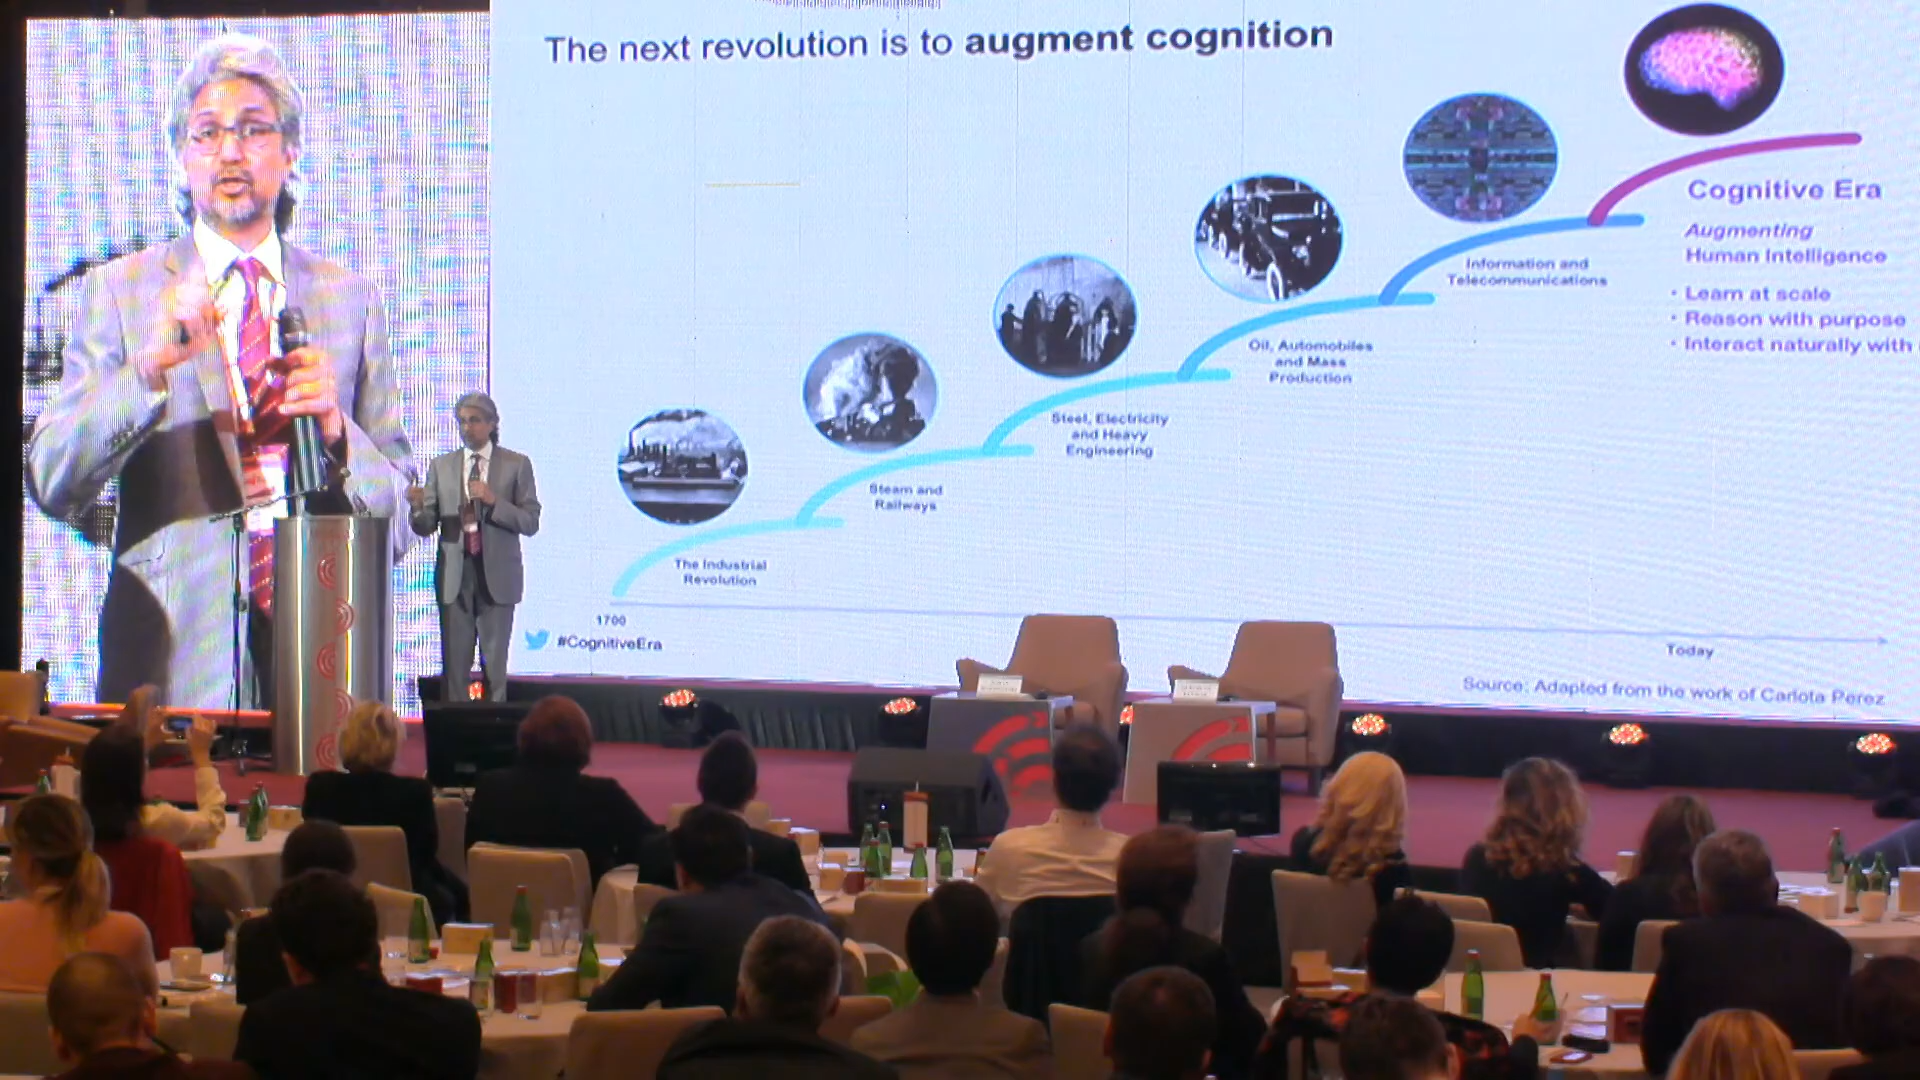 The next revolution is to augment cognition
Cognitive Era
Augmenting
Human Intelligence
• Learn at scale
• Reason with purpose
• Interact naturally with
Information and
Telecommunications
Oil, Automobiles
and Mass
Production
Steel, Electricity
and Heavy
Engineering
Steam and
Railways
The Industrial
Revolution
1700
#CognitiveEra
Today
Source: Adapted from the work of Carlota Perez